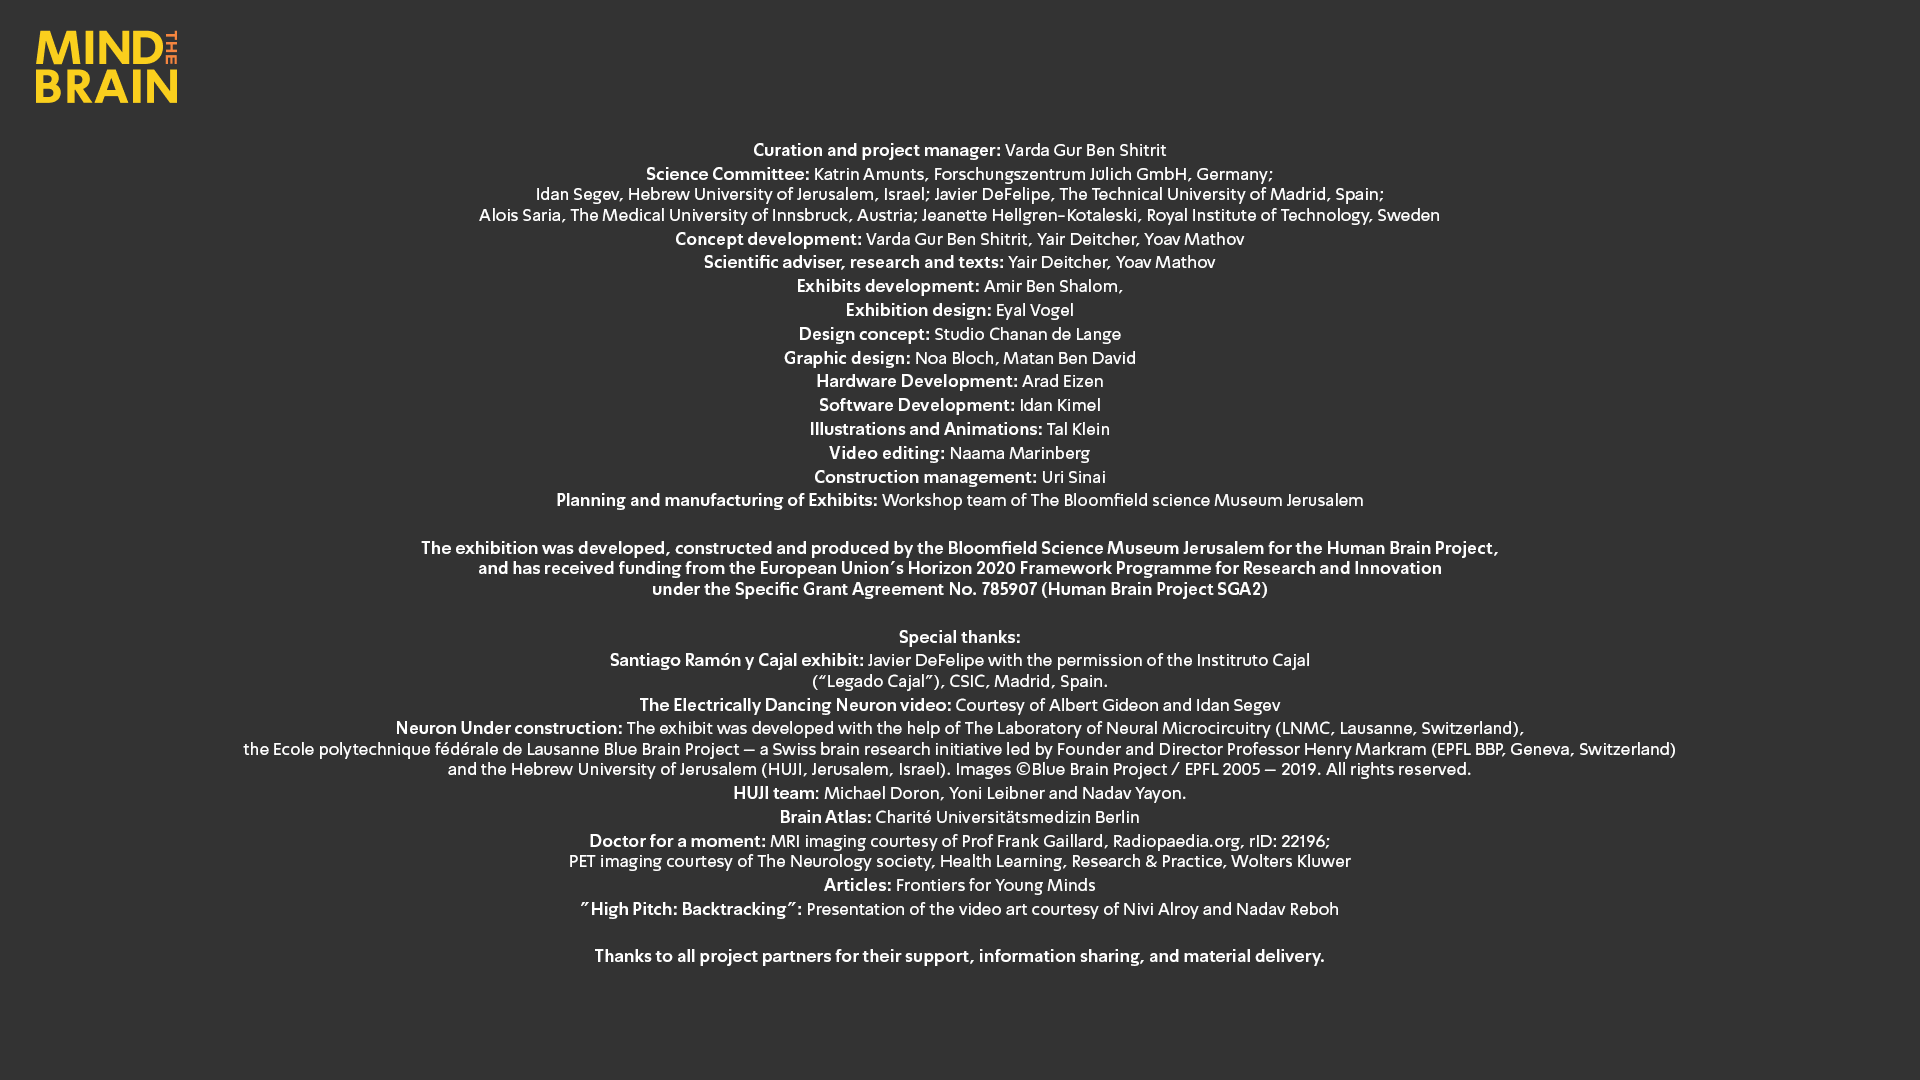 MIND THE
BRAIN
Curation and project manager: Varda Gur Ben Shitrit
Science Committee: Katrin Amunts, Forschungszentrum Jülich GmbH, Germany;
Idan Segev, Hebrew University of Jerusalem, Israel; Javier DeFelipe, The Technical University of Madrid, Spain;
Alois Saria, The Medical University of Innsbruck, Austria; Jeanette Hellgren-Kotaleski, Royal Institute of Technology, Sweden
Concept development: Varda Gur Ben Shitrit, Yair Deitcher, Yoav Mathov
Scientific adviser, research and texts: Yair Deitcher, Yoav Mathov
Exhibits development: Amir Ben Shalom,
Exhibition design: Eyal Vogel
Design concept: Studio Chanan de Lange
Graphic design: Noa Bloch, Matan Ben David
Hardware Development: Arad Eizen
Software Development: Idan Kimel
Illustrations and Animations: Tal Klein
Video editing: Naama Marinberg
Construction management: Uri Sinai
Planning and manufacturing of Exhibits: Workshop team of The Bloomfield science Museum Jerusalem
The exhibition was developed, constructed and produced by the Bloomfield Science Museum Jerusalem for the Human Brain Project,
and has received funding from the European Union´s Horizon 2020 Framework Programme for Research and Innovation
under the Specific Grant Agreement No. 785907 (Human Brain Project SGA2)
Special thanks:
Santiago Ramón y Cajal exhibit: Javier DeFelipe with the permission of the Instituto Cajal
(“Legado Cajal”), CSIC, Madrid, Spain.
The Electrically Dancing Neuron video: Courtesy of Albert Gideon and Idan Segev
Neuron Under construction: The exhibit was developed with the help of The Laboratory of Neural Microcircuitry (LNMC, Lausanne, Switzerland),
the Ecole polytechnique fédérale de Lausanne Blue Brain Project – a Swiss brain research initiative led by Founder and Director Professor Henry Markram (EPFL BBP, Geneva, Switzerland)
and the Hebrew University of Jerusalem (HUJI, Jerusalem, Israel). Images ©Blue Brain Project / EPFL 2005 – 2019. All rights reserved.
HUJI team: Michael Doron, Yoni Leibner and Nadav Yayon.
Brain Atlas: Charité Universitätsmedizin Berlin
Doctor for a moment: MRI imaging courtesy of Prof Frank Gaillard, Radiopaedia.org, rID: 22196;
PET imaging courtesy of The Neurology society, Health Learning, Research & Practice, Wolters Kluwer
Articles: Frontiers for Young Minds
"High Pitch: Backtracking": Presentation of the video art courtesy of Nivi Alroy and Nadav Reboh
Thanks to all project partners for their support, information sharing, and material delivery.